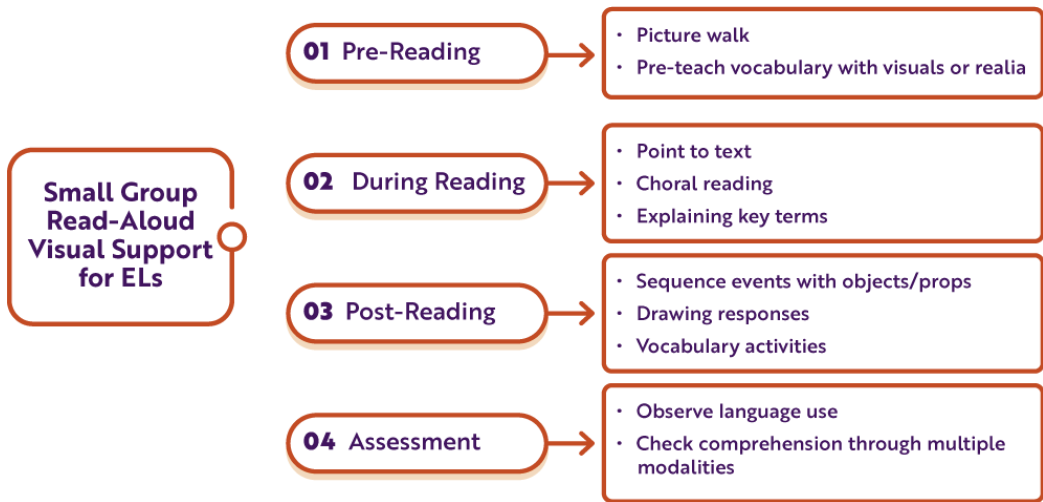 Small Group
Read-Aloud
Visual Support
for ELs
01 Pre-Reading
• Picture walk
• Pre-teach vocabulary with visuals or realia
02 During Reading
• Point to text
• Choral reading
• Explaining key terms
03 Post-Reading
• Sequence events with objects/props
• Drawing responses
• Vocabulary activities
04 Assessment
• Observe language use
• Check comprehension through multiple
modalities